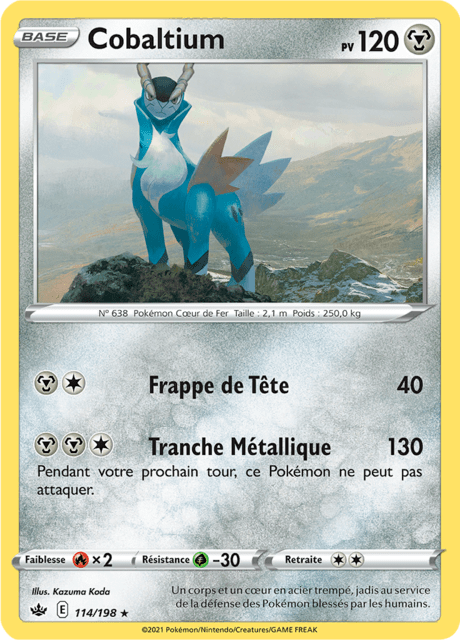 BASE Cobaltium PV 120
N° 638 Pokémon Cœur de Fer Taille : 2,1 m Poids : 250,0 kg
Frappe de Tête 40
Tranche Métallique 130
Pendant votre prochain tour, ce Pokémon ne peut pas
attaquer.
Faiblesse ×2 Résistance -30 Retraite
Illus. Kazuma Koda
Un corps et un cœur en acier trempé, jadis au service
de la défense des Pokémon blessés par les humains.
E 114/198 ★
©2021 Pokémon/Nintendo/Creatures/GAME FREAK